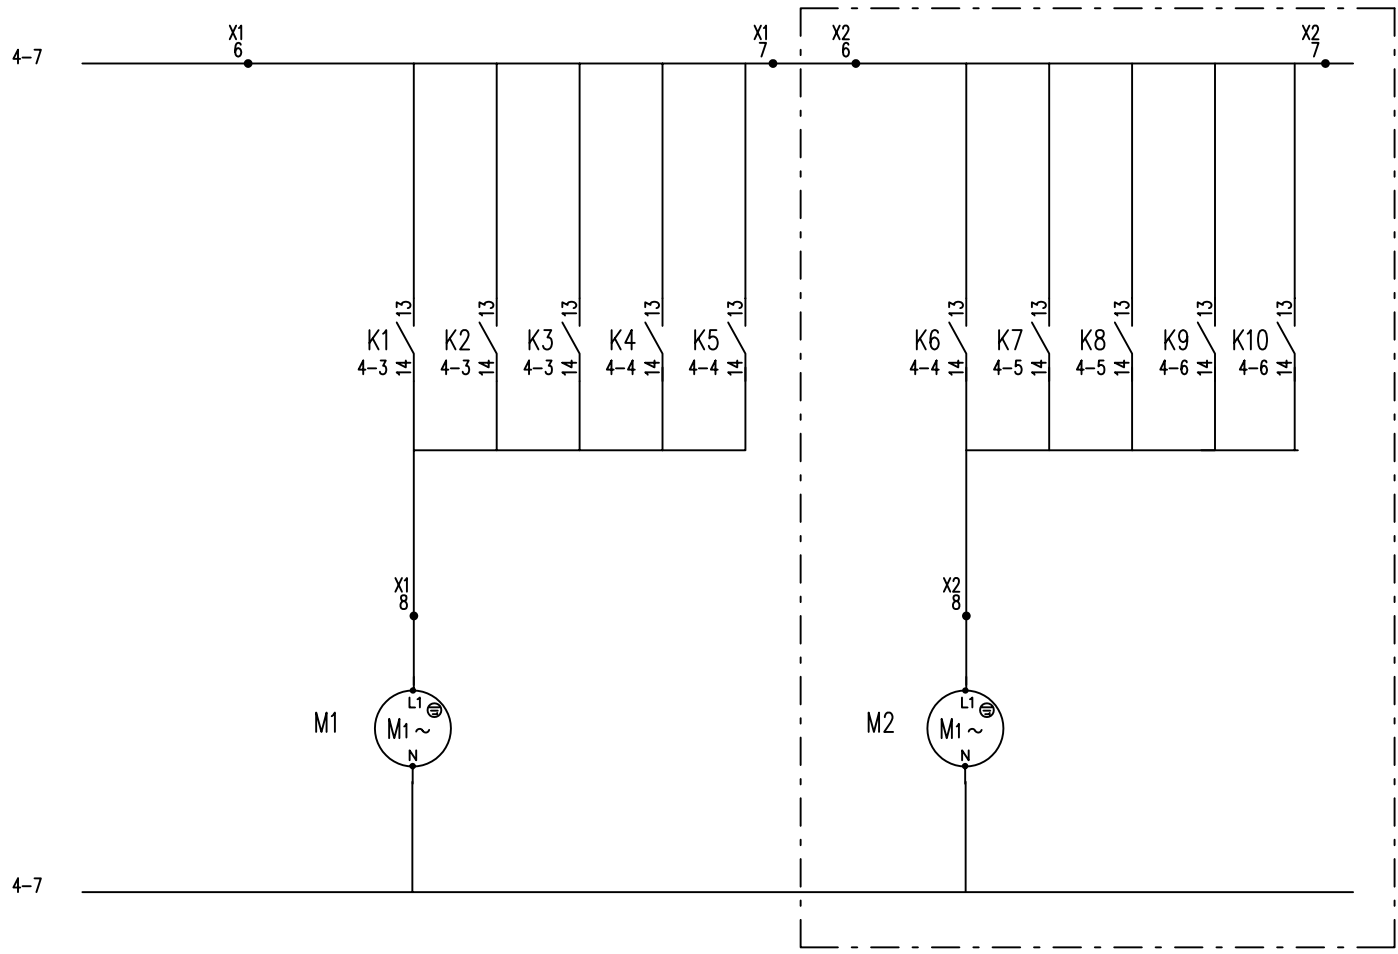 X1 X1 X2 X2
6 7 6 7
4-7
13 13 13 13 13 13 13 13 13 13
K1 K2 K3 K4 K5 K6 K7 K8 K9 K10
4-3 14 4-3 14 4-3 14 4-4 14 4-4 14 4-4 14 4-5 14 4-5 14 4-6 14 4-6 14
X1 X2
8 8
L1 L1
M1 M1~ M2 M1~
N N
4-7